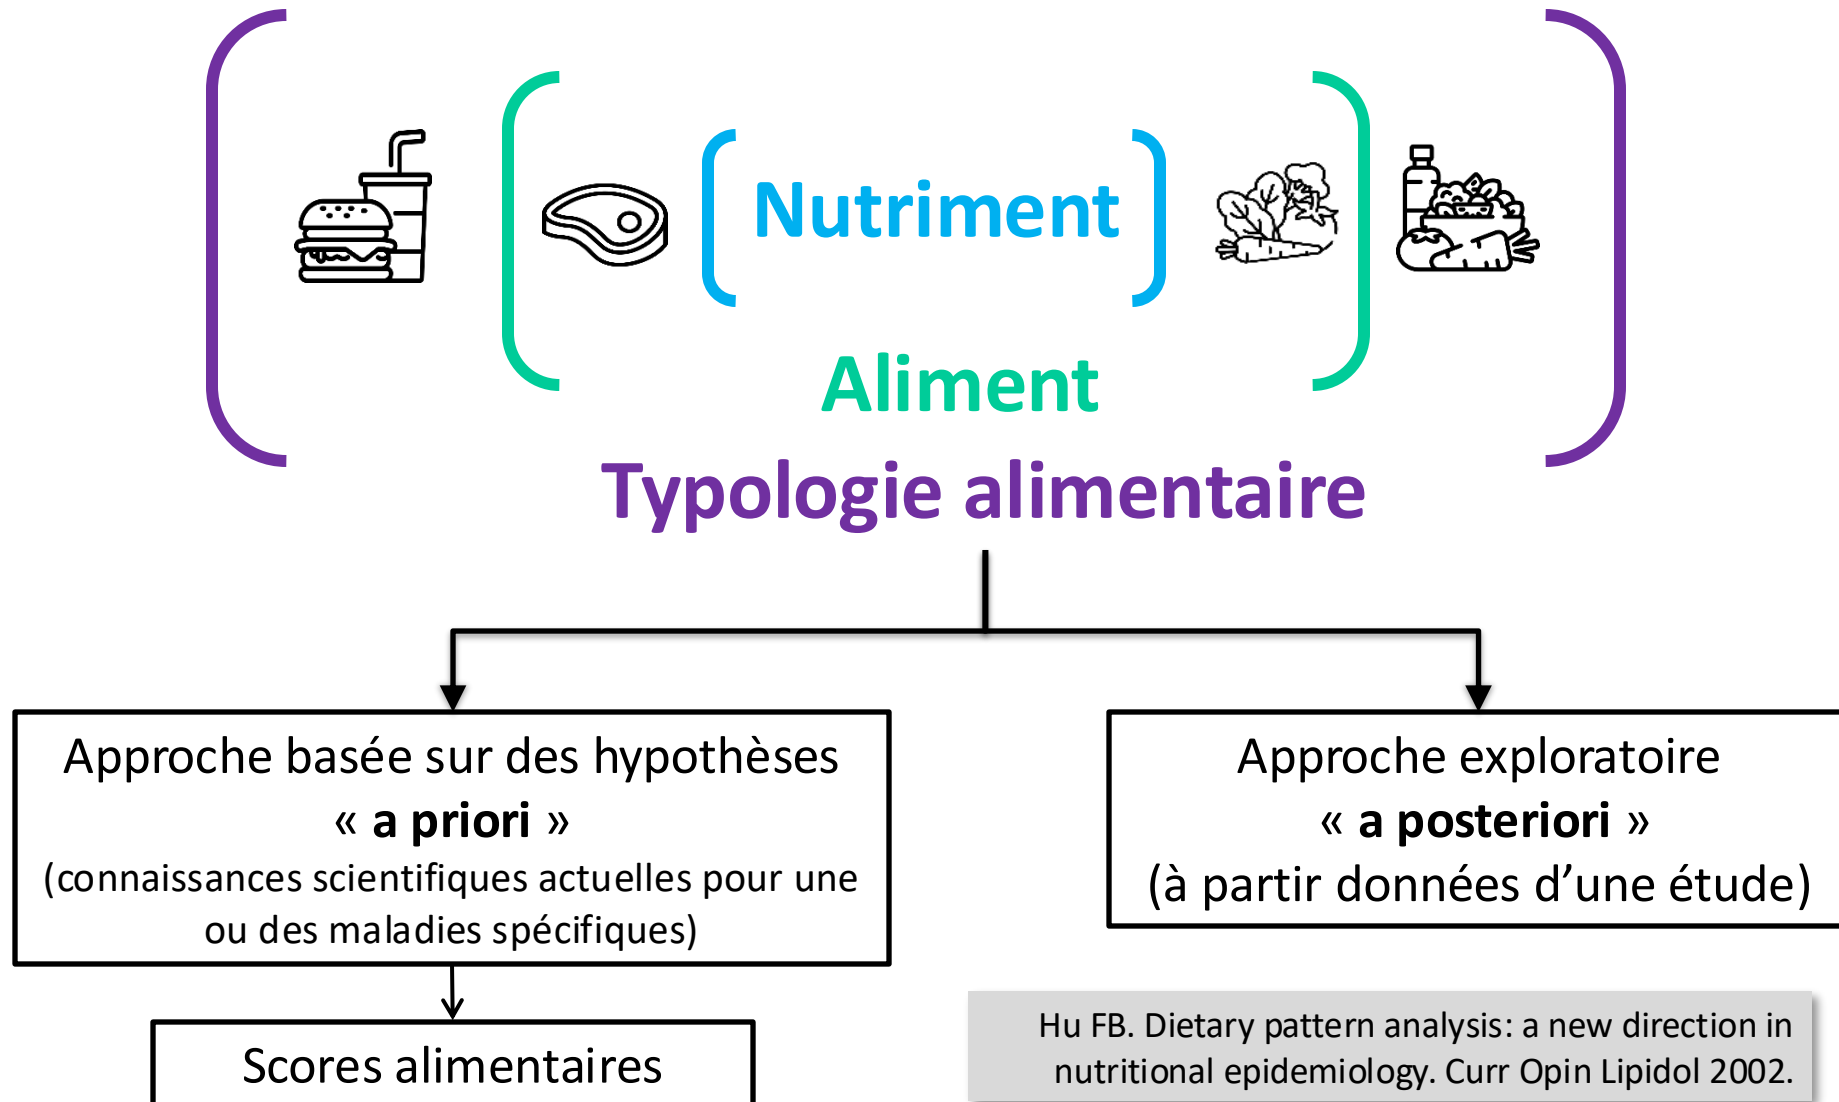 Nutriment
Aliment
Typologie alimentaire
Approche basée sur des hypothèses
« a priori »
(connaissances scientifiques actuelles pour une
ou des maladies spécifiques)
Scores alimentaires
Approche exploratoire
« a posteriori »
(à partir données d’une étude)
Hu FB. Dietary pattern analysis: a new direction in
nutritional epidemiology. Curr Opin Lipidol 2002.